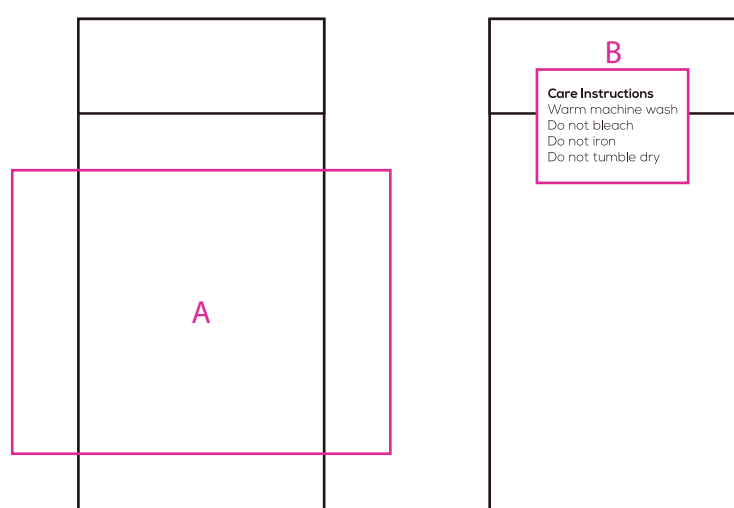 A
B
Care Instructions
Warm machine wash
Do not bleach
Do not iron
Do not tumble dry